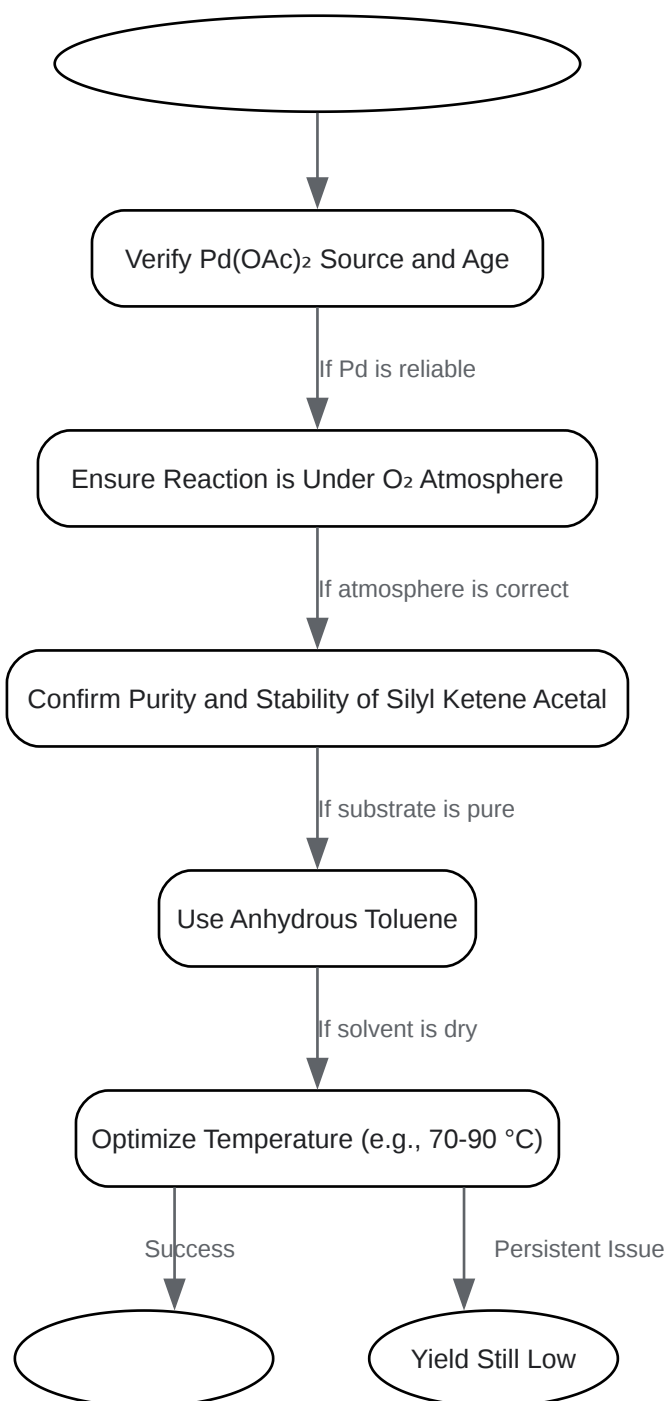 Verify Pd(OAc)₂ Source and Age
If Pd is reliable
Ensure Reaction is Under O₂ Atmosphere
If atmosphere is correct
Confirm Purity and Stability of Silyl Ketene Acetal
If substrate is pure
Use Anhydrous Toluene
If solvent is dry
Optimize Temperature (e.g., 70-90 °C)
Success
Persistent Issue
Yield Still Low